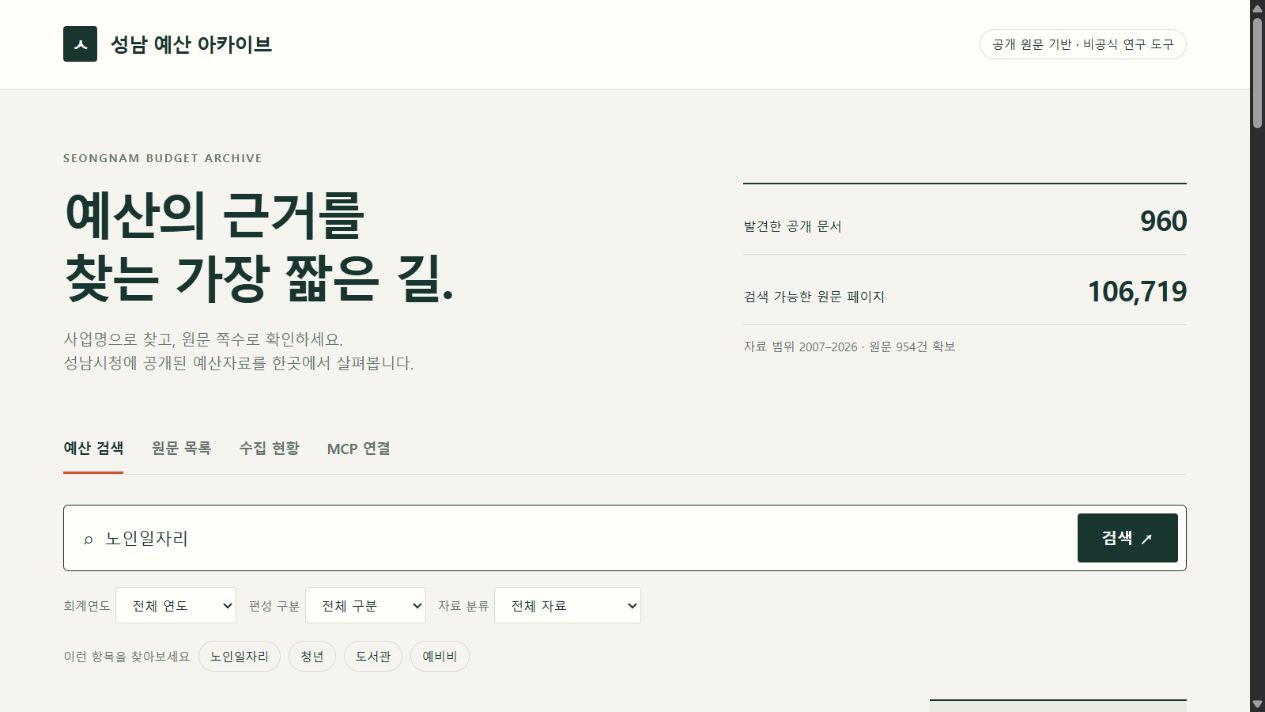 ㅅ 성남 예산 아카이브
공개 원문 기반 · 비공식 연구 도구
SEONGNAM BUDGET ARCHIVE
예산의 근거를
찾는 가장 짧은 길.
사업명으로 찾고, 원문 쪽수로 확인하세요.
성남시청에 공개된 예산자료를 한곳에서 살펴봅니다.
발견한 공개 문서 960
검색 가능한 원문 페이지 106,719
자료 범위 2007–2026 · 원문 954건 확보
예산 검색 원문 목록 수집 현황 MCP 연결
⌕ 노인일자리 검색 ↗
회계연도 전체 연도 편성 구분 전체 구분 자료 분류 전체 자료
이런 항목을 찾아보세요 노인일자리 청년 도서관 예비비